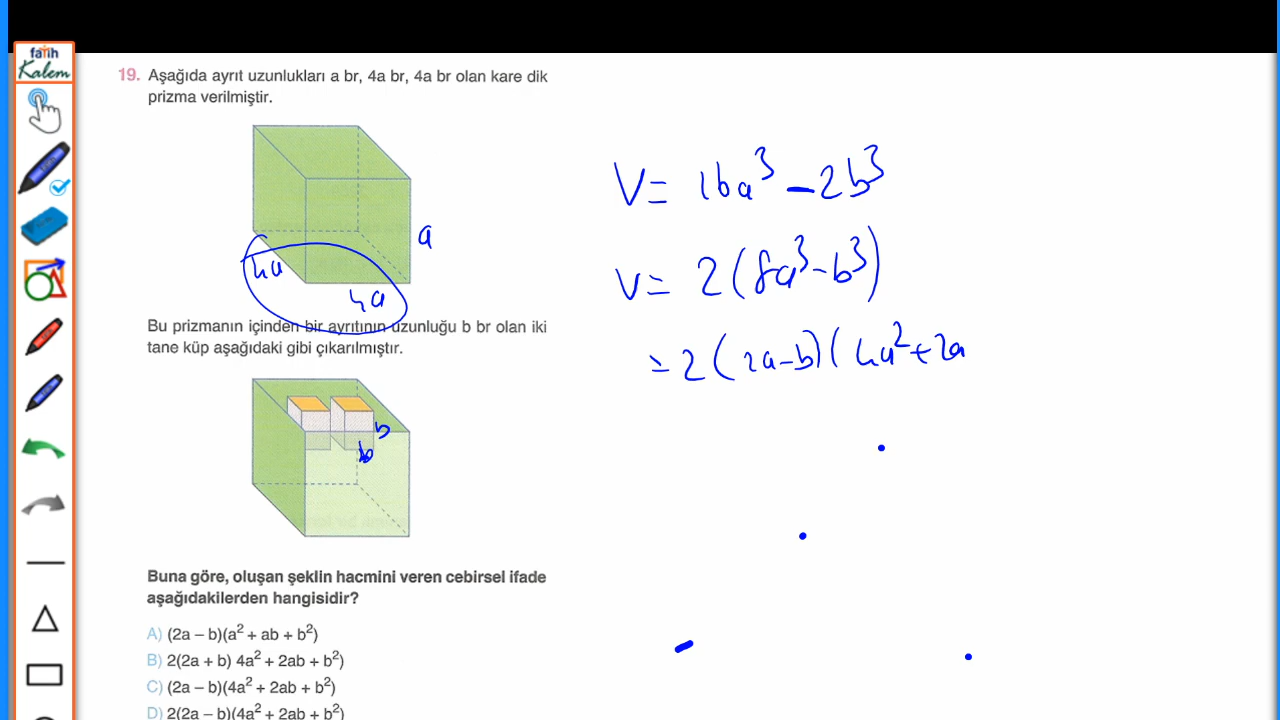 fatih
Kalem
19. Aşağıda ayrıt uzunlukları a br, 4a br, 4a br olan kare dik
prizma verilmiştir.
a
4a
4a
Bu prizmanın içinden bir ayrıtının uzunluğu b br olan iki
tane küp aşağıdaki gibi çıkarılmıştır.
b
b
Buna göre, oluşan şeklin hacmini veren cebirsel ifade
aşağıdakilerden hangisidir?
A) (2a – b)(a² + ab + b²)
B) 2(2a + b) 4a² + 2ab + b²)
C) (2a – b)(4a² + 2ab + b²)
D) 2(2a – b)(4a² + 2ab + b²)
V = 16a³ - 2b³
V = 2(8a³ - b³)
= 2(2a-b)(4a² + 2a